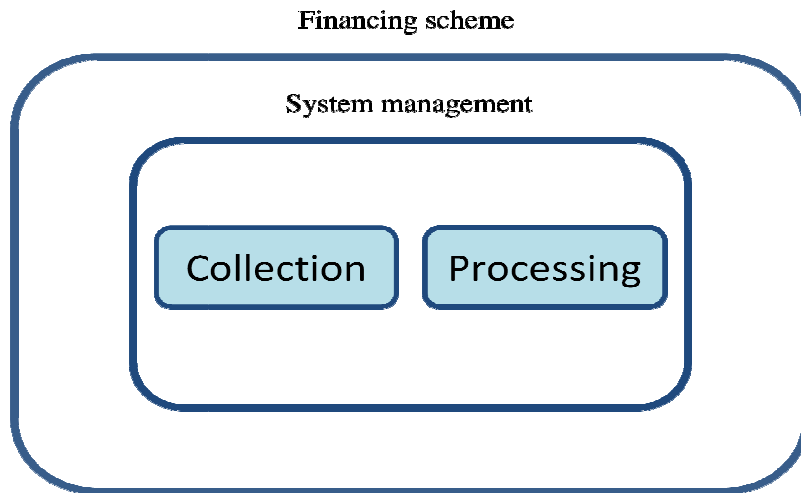 Financing scheme
System management
Collection
Processing